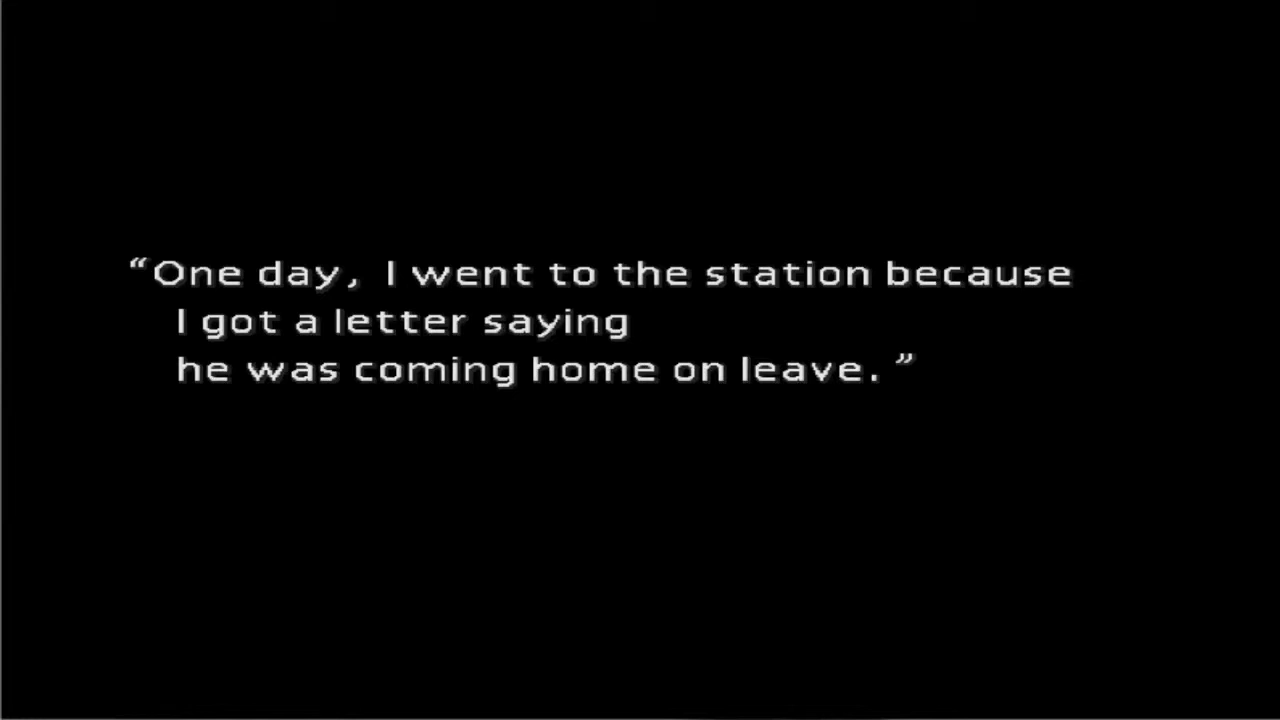 “One day, I went to the station because
I got a letter saying
he was coming home on leave.”